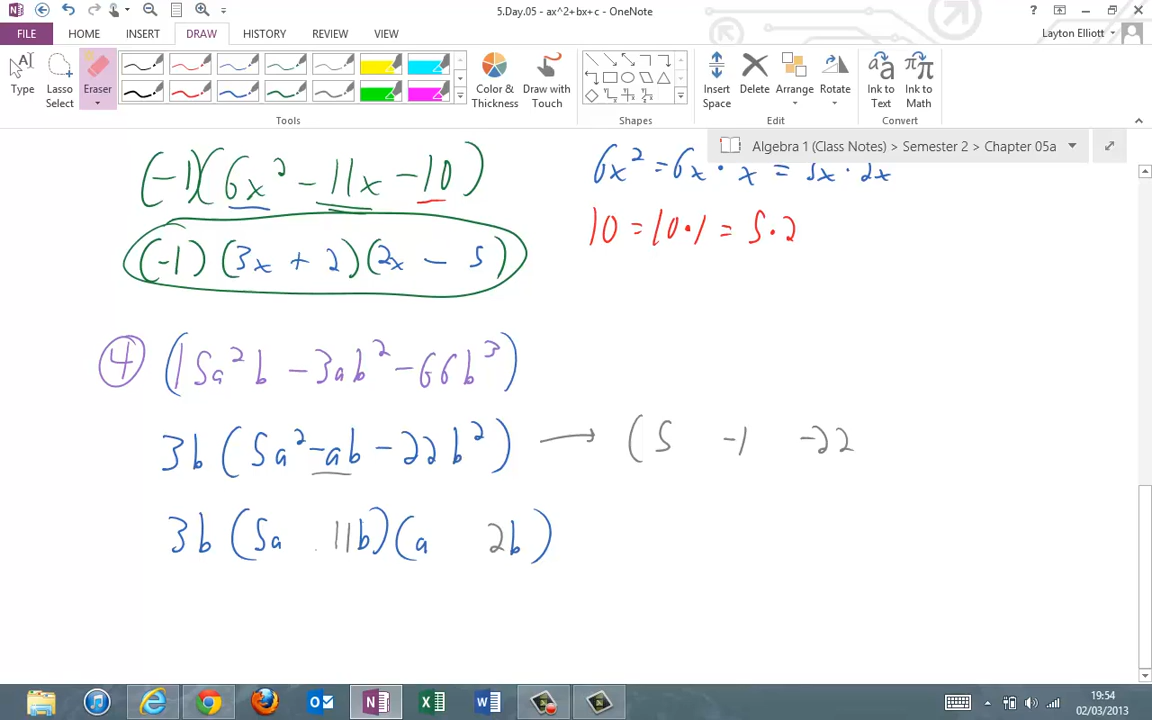 5.Day.05 - ax^2+bx+c - OneNote
FILE HOME INSERT DRAW HISTORY REVIEW VIEW
Layton Elliott
Type
Lasso Select
Eraser
Color & Thickness
Draw with Touch
Insert Space
Delete
Arrange
Rotate
Ink to Text
Ink to Math
Tools
Shapes
Edit
Convert
Algebra 1 (Class Notes) > Semester 2 > Chapter 05a
(-1)(6x² -11x -10)
6x² = 6x · x = 3x · 2x
10 = 10·1 = 5·2
(-1)(3x + 2)(2x - 5)
④ (15a²b -3ab² -66b³)
3b(5a² -ab -22b²) → (5 -1 -22
3b(5a 11b)(a 2b)
19:54
02/03/2013